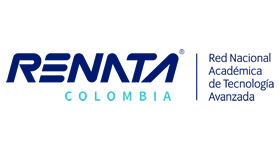 RENATA®
COLOMBIA
Red Nacional
Académica
de Tecnología
Avanzada